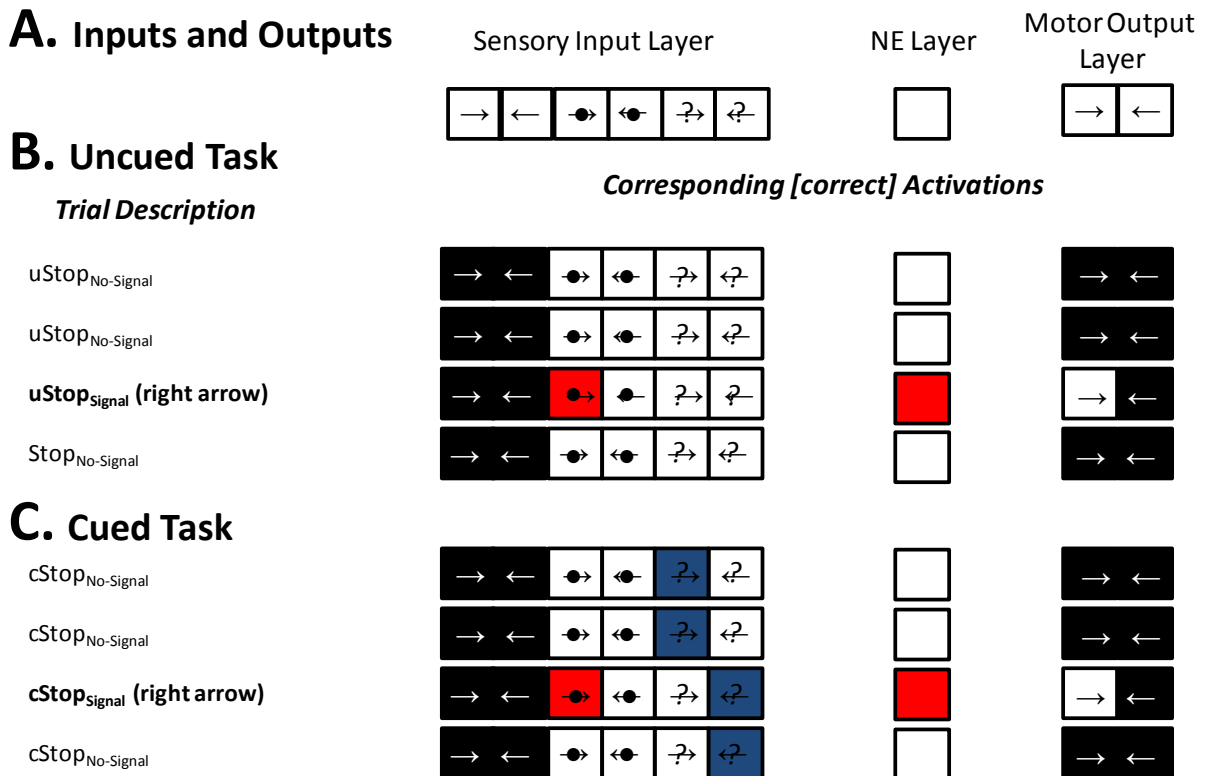 A. Inputs and Outputs
Sensory Input Layer
NE Layer
Motor Output
Layer
→ ← →● ←● ?→ ←?
→ ←
B. Uncued Task
Corresponding [correct] Activations
Trial Description
uStopNo-Signal
→ ← →● ←● ?→ ←?
→ ←
uStopNo-Signal
→ ← →● ←● ?→ ←?
→ ←
uStopSignal (right arrow)
→ ← →● ←● ?→ ←?
→ ←
StopNo-Signal
→ ← →● ←● ?→ ←?
→ ←
C. Cued Task
cStopNo-Signal
→ ← →● ←● ?→ ←?
→ ←
cStopNo-Signal
→ ← →● ←● ?→ ←?
→ ←
cStopSignal (right arrow)
→ ← →● ←● ?→ ←?
→ ←
cStopNo-Signal
→ ← →● ←● ?→ ←?
→ ←